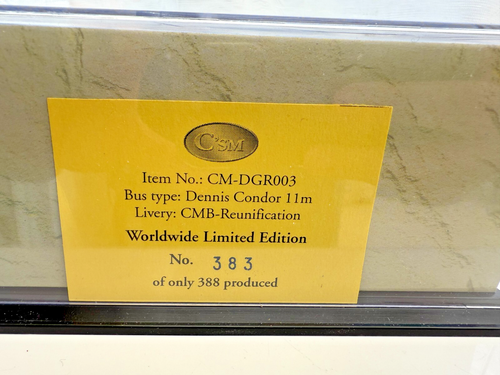 C'SM
Item No.: CM-DGR003
Bus type: Dennis Condor 11m
Livery: CMB-Reunification
Worldwide Limited Edition
No. 383
of only 388 produced